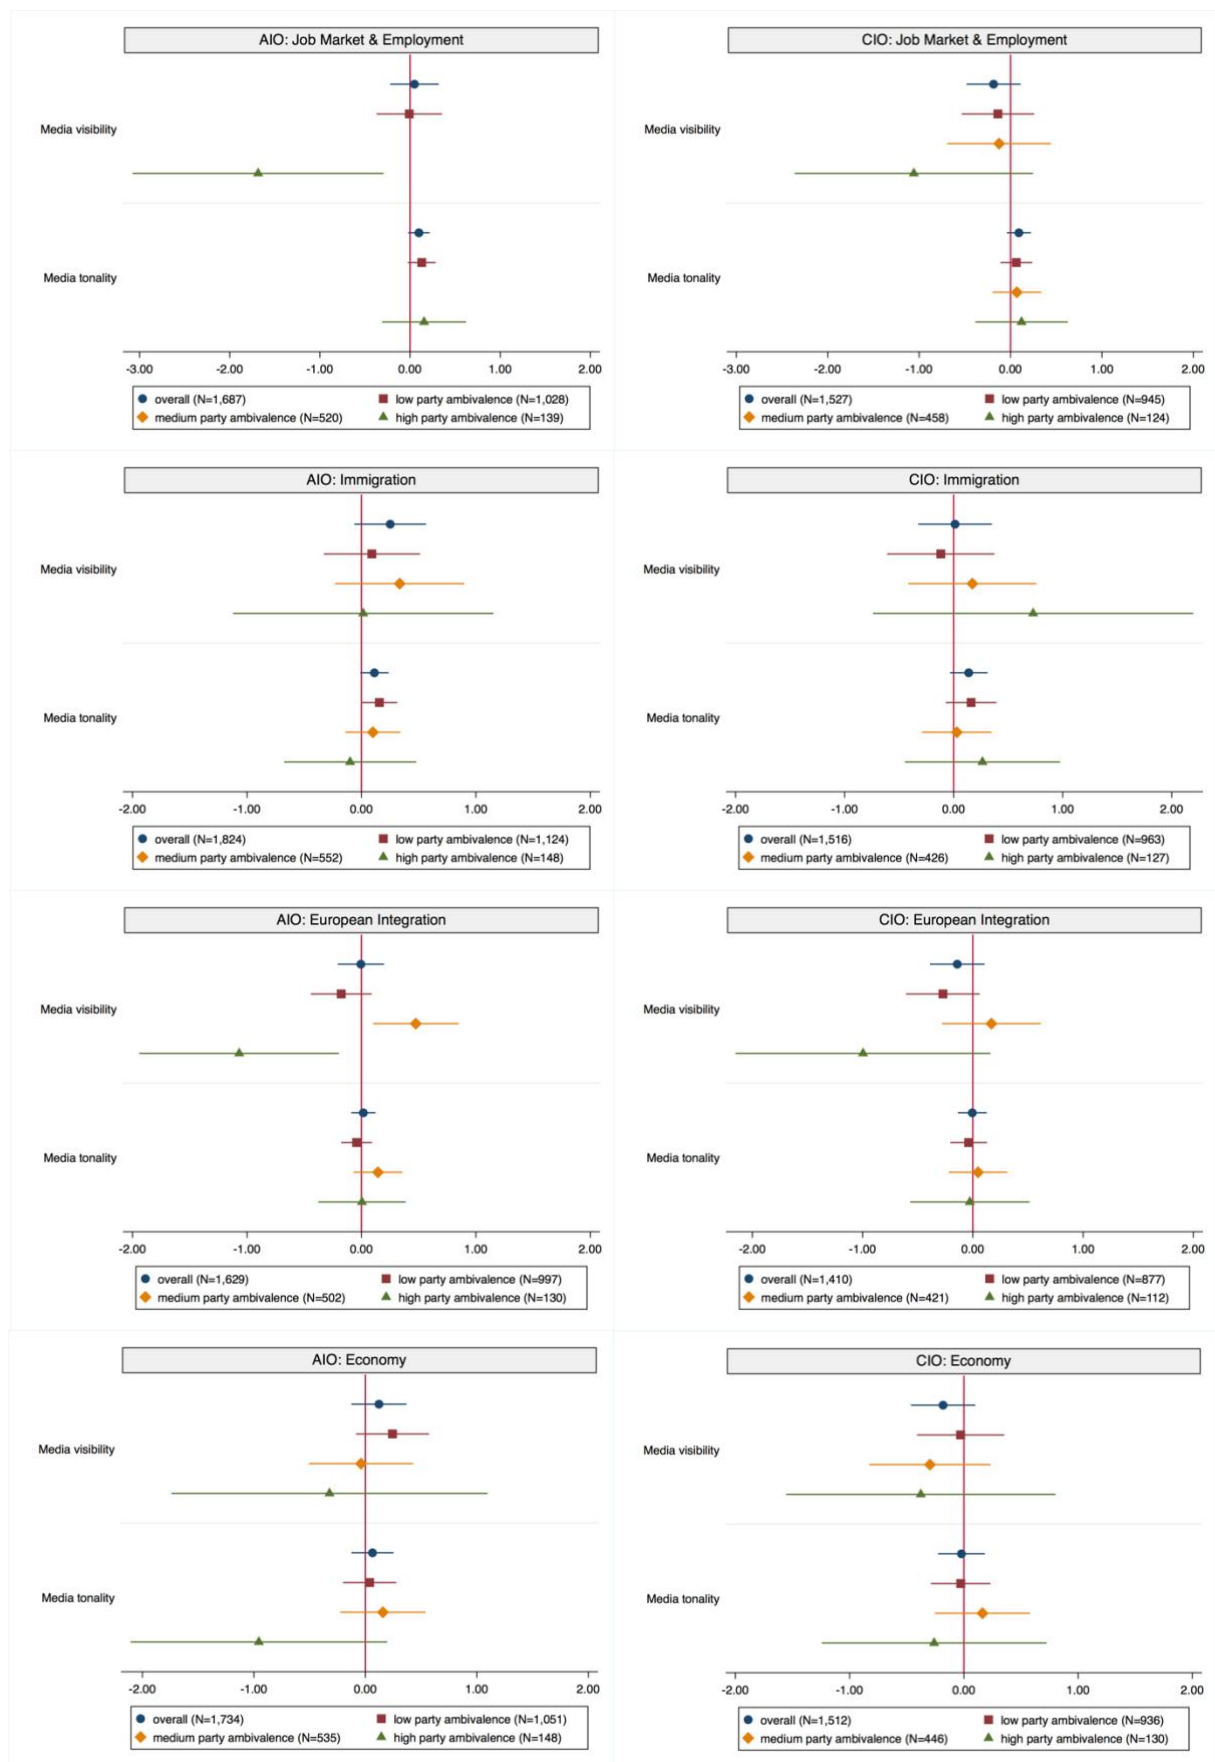 AIO: Job Market & Employment
Media visibility
Media tonality
-3.00 -2.00 -1.00 0.00 1.00 2.00
overall (N=1,687) low party ambivalence (N=1,028)
medium party ambivalence (N=520) high party ambivalence (N=139)
CIO: Job Market & Employment
Media visibility
Media tonality
-3.00 -2.00 -1.00 0.00 1.00 2.00
overall (N=1,527) low party ambivalence (N=945)
medium party ambivalence (N=458) high party ambivalence (N=124)
AIO: Immigration
Media visibility
Media tonality
-2.00 -1.00 0.00 1.00 2.00
overall (N=1,824) low party ambivalence (N=1,124)
medium party ambivalence (N=552) high party ambivalence (N=148)
CIO: Immigration
Media visibility
Media tonality
-2.00 -1.00 0.00 1.00 2.00
overall (N=1,516) low party ambivalence (N=963)
medium party ambivalence (N=426) high party ambivalence (N=127)
AIO: European Integration
Media visibility
Media tonality
-2.00 -1.00 0.00 1.00 2.00
overall (N=1,629) low party ambivalence (N=997)
medium party ambivalence (N=502) high party ambivalence (N=130)
CIO: European Integration
Media visibility
Media tonality
-2.00 -1.00 0.00 1.00 2.00
overall (N=1,410) low party ambivalence (N=877)
medium party ambivalence (N=421) high party ambivalence (N=112)
AIO: Economy
Media visibility
Media tonality
-2.00 -1.00 0.00 1.00 2.00
overall (N=1,734) low party ambivalence (N=1,051)
medium party ambivalence (N=535) high party ambivalence (N=148)
CIO: Economy
Media visibility
Media tonality
-2.00 -1.00 0.00 1.00 2.00
overall (N=1,512) low party ambivalence (N=936)
medium party ambivalence (N=446) high party ambivalence (N=130)